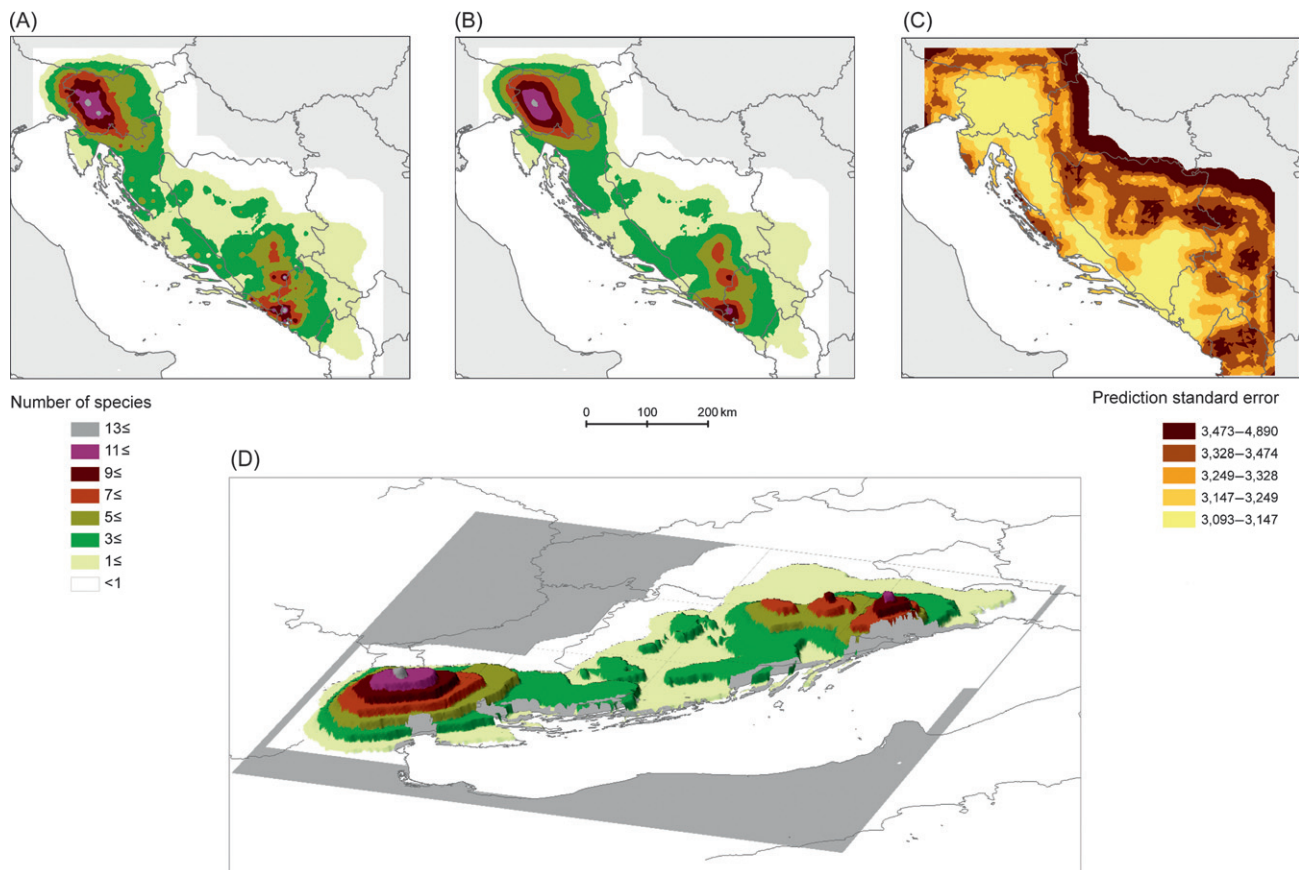 (A)
(B)
(C)
Number of species
13≤
11≤
9≤
7≤
5≤
3≤
1≤
<1
0 100 200 km
Prediction standard error
3,473–4,890
3,328–3,474
3,249–3,328
3,147–3,249
3,093–3,147
(D)